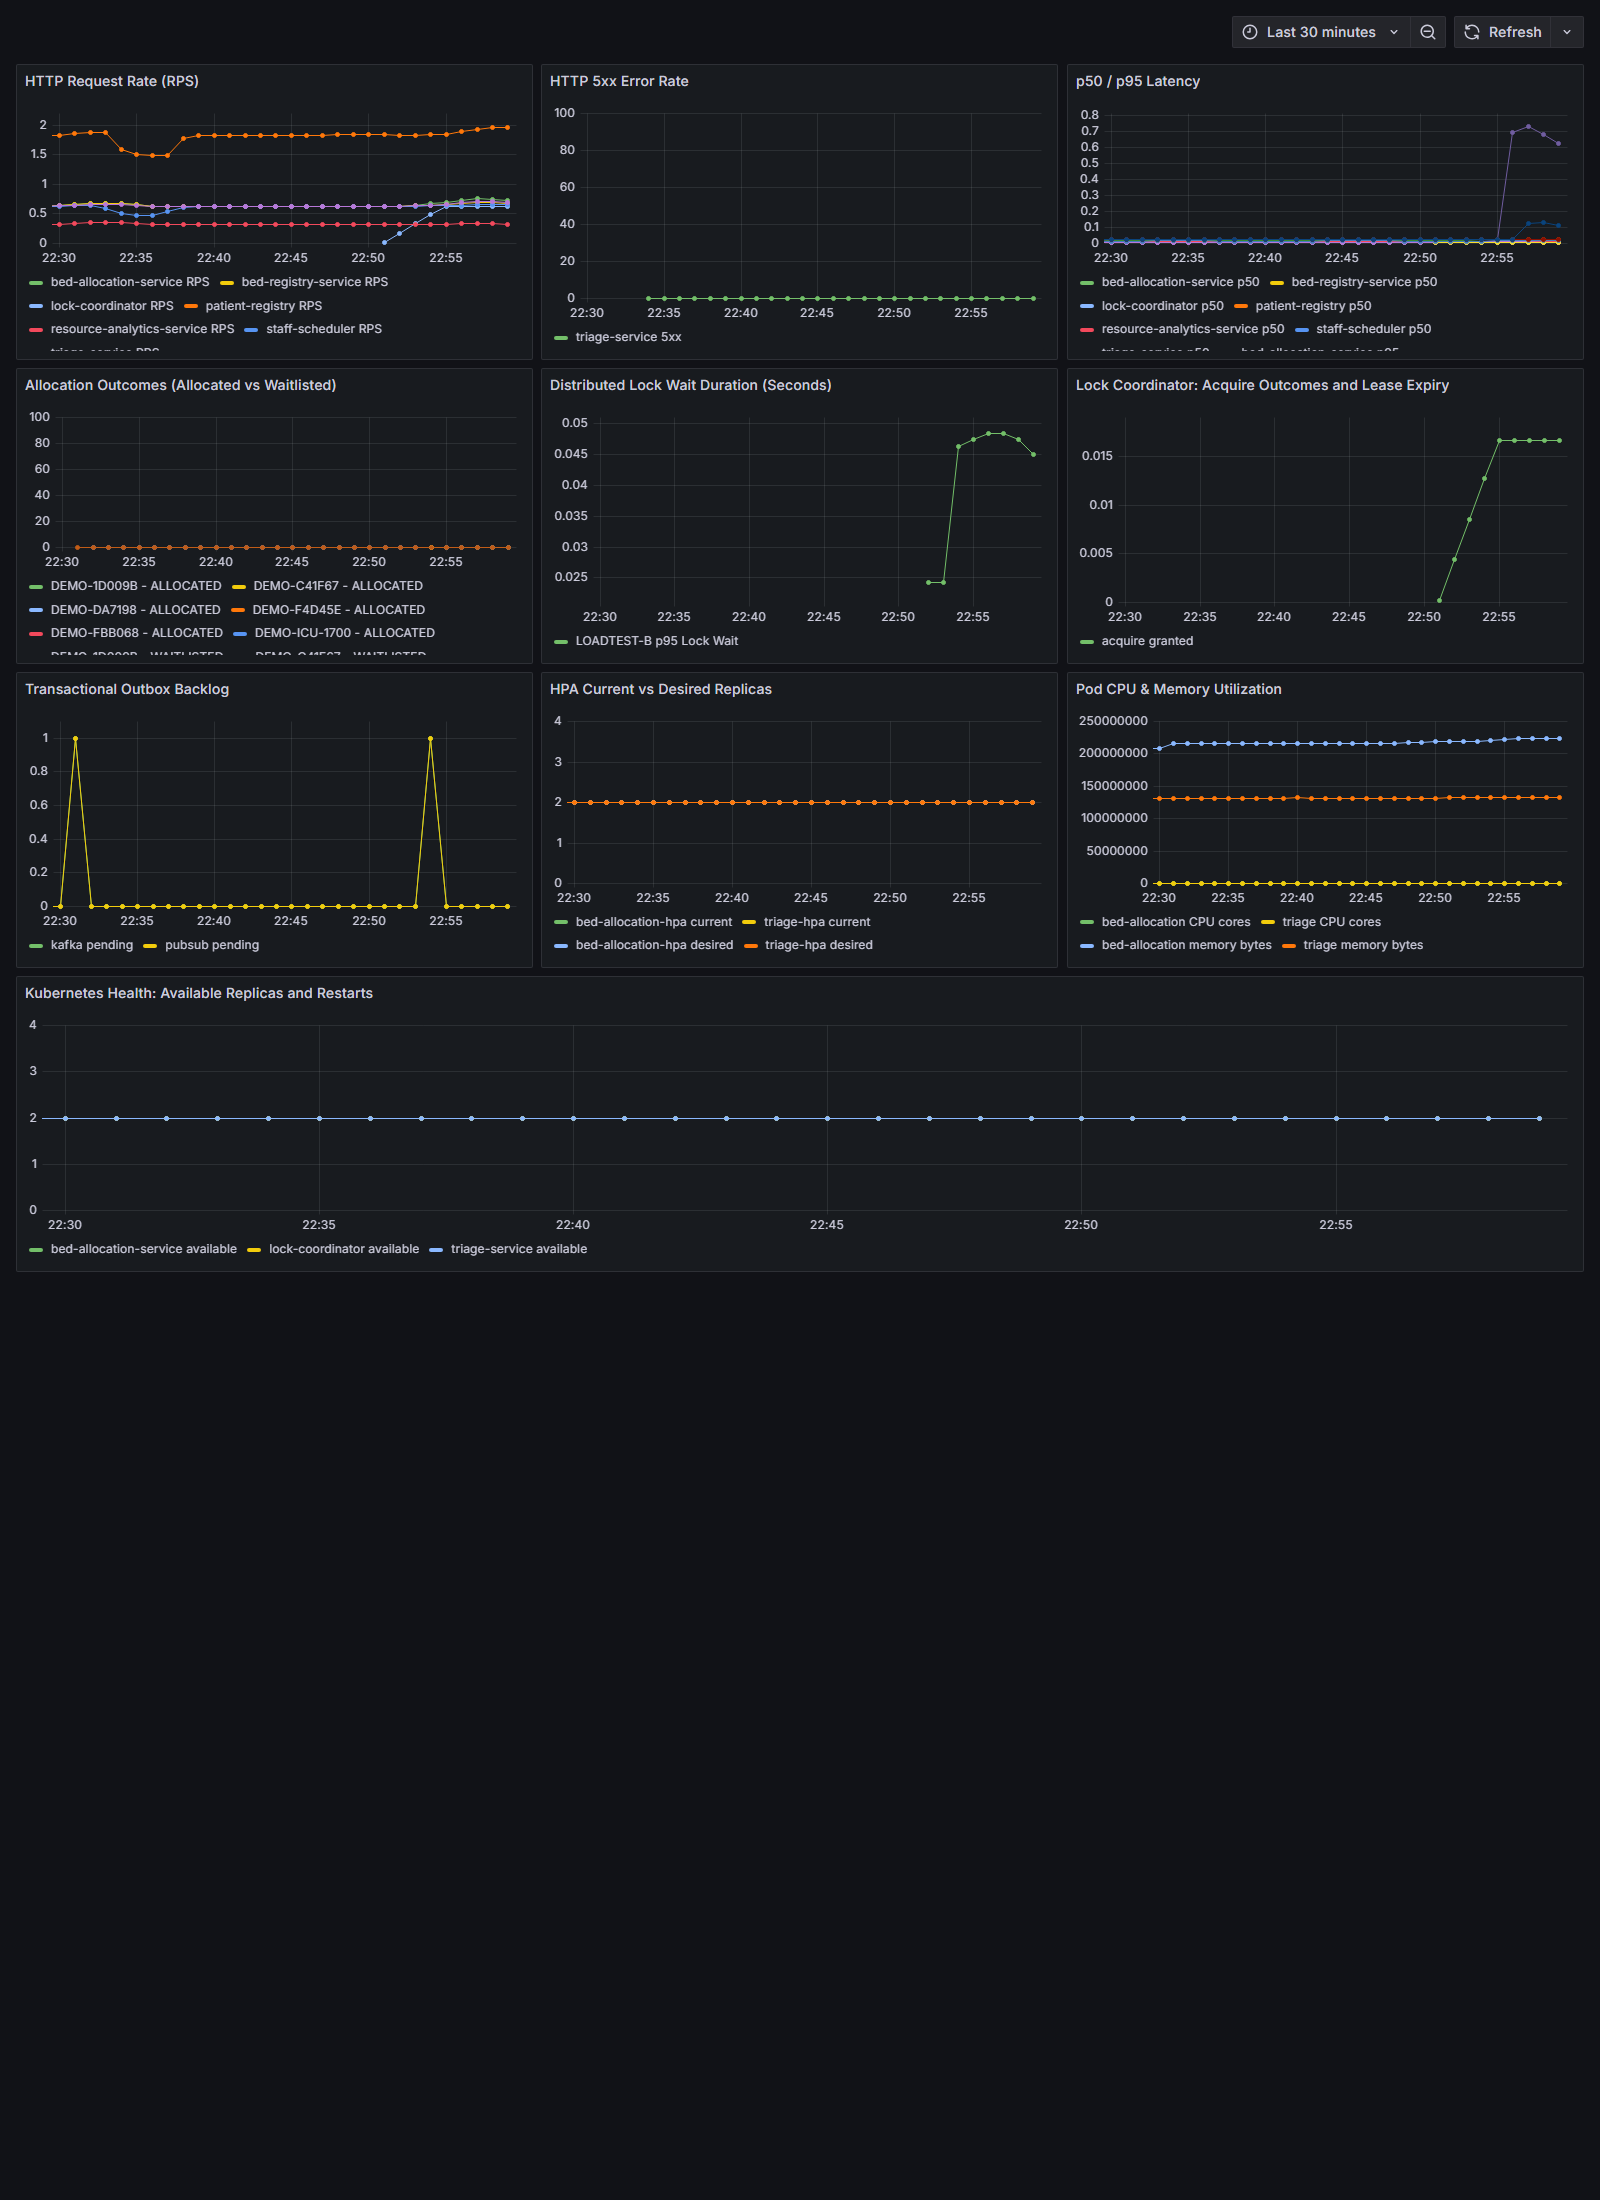 Last 30 minutes
Refresh
HTTP Request Rate (RPS)
2
1.5
1
0.5
0
22:30 22:35 22:40 22:45 22:50 22:55
bed-allocation-service RPS bed-registry-service RPS
lock-coordinator RPS patient-registry RPS
resource-analytics-service RPS staff-scheduler RPS
triage-service RPS
HTTP 5xx Error Rate
100
80
60
40
20
0
22:30 22:35 22:40 22:45 22:50 22:55
triage-service 5xx
p50 / p95 Latency
0.8
0.7
0.6
0.5
0.4
0.3
0.2
0.1
0
22:30 22:35 22:40 22:45 22:50 22:55
bed-allocation-service p50 bed-registry-service p50
lock-coordinator p50 patient-registry p50
resource-analytics-service p50 staff-scheduler p50
triage-service p50 bed-allocation-service p95
Allocation Outcomes (Allocated vs Waitlisted)
100
80
60
40
20
0
22:30 22:35 22:40 22:45 22:50 22:55
DEMO-1D009B - ALLOCATED DEMO-C41F67 - ALLOCATED
DEMO-DA7198 - ALLOCATED DEMO-F4D45E - ALLOCATED
DEMO-FBB068 - ALLOCATED DEMO-ICU-1700 - ALLOCATED
DEMO-1D009B - WAITLISTED DEMO-C41F67 - WAITLISTED
Distributed Lock Wait Duration (Seconds)
0.05
0.045
0.04
0.035
0.03
0.025
22:30 22:35 22:40 22:45 22:50 22:55
LOADTEST-B p95 Lock Wait
Lock Coordinator: Acquire Outcomes and Lease Expiry
0.015
0.01
0.005
0
22:30 22:35 22:40 22:45 22:50 22:55
acquire granted
Transactional Outbox Backlog
1
0.8
0.6
0.4
0.2
0
22:30 22:35 22:40 22:45 22:50 22:55
kafka pending pubsub pending
HPA Current vs Desired Replicas
4
3
2
1
0
22:30 22:35 22:40 22:45 22:50 22:55
bed-allocation-hpa current triage-hpa current
bed-allocation-hpa desired triage-hpa desired
Pod CPU & Memory Utilization
250000000
200000000
150000000
100000000
50000000
0
22:30 22:35 22:40 22:45 22:50 22:55
bed-allocation CPU cores triage CPU cores
bed-allocation memory bytes triage memory bytes
Kubernetes Health: Available Replicas and Restarts
4
3
2
1
0
22:30 22:35 22:40 22:45 22:50 22:55
bed-allocation-service available lock-coordinator available triage-service available